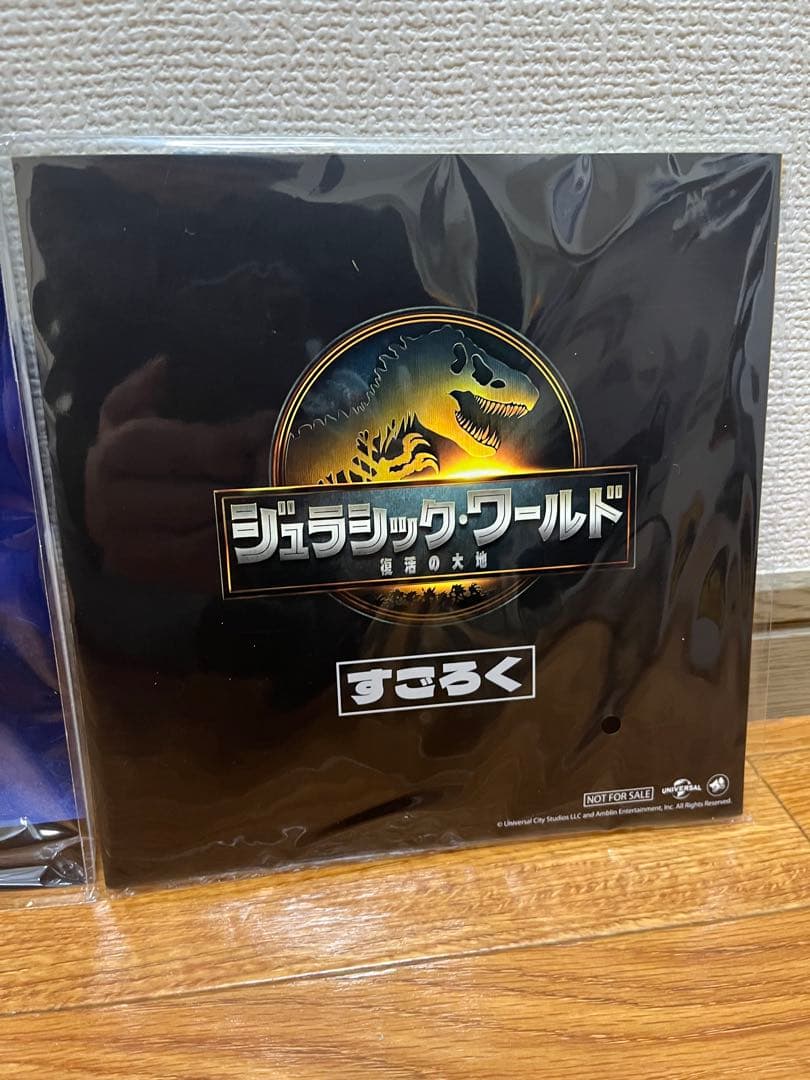 ジュラシック・ワールド
復活の大地
すごろく
NOT FOR SALE
UNIVERSAL
© Universal City Studios LLC and Amblin Entertainment, Inc. All Rights Reserved.